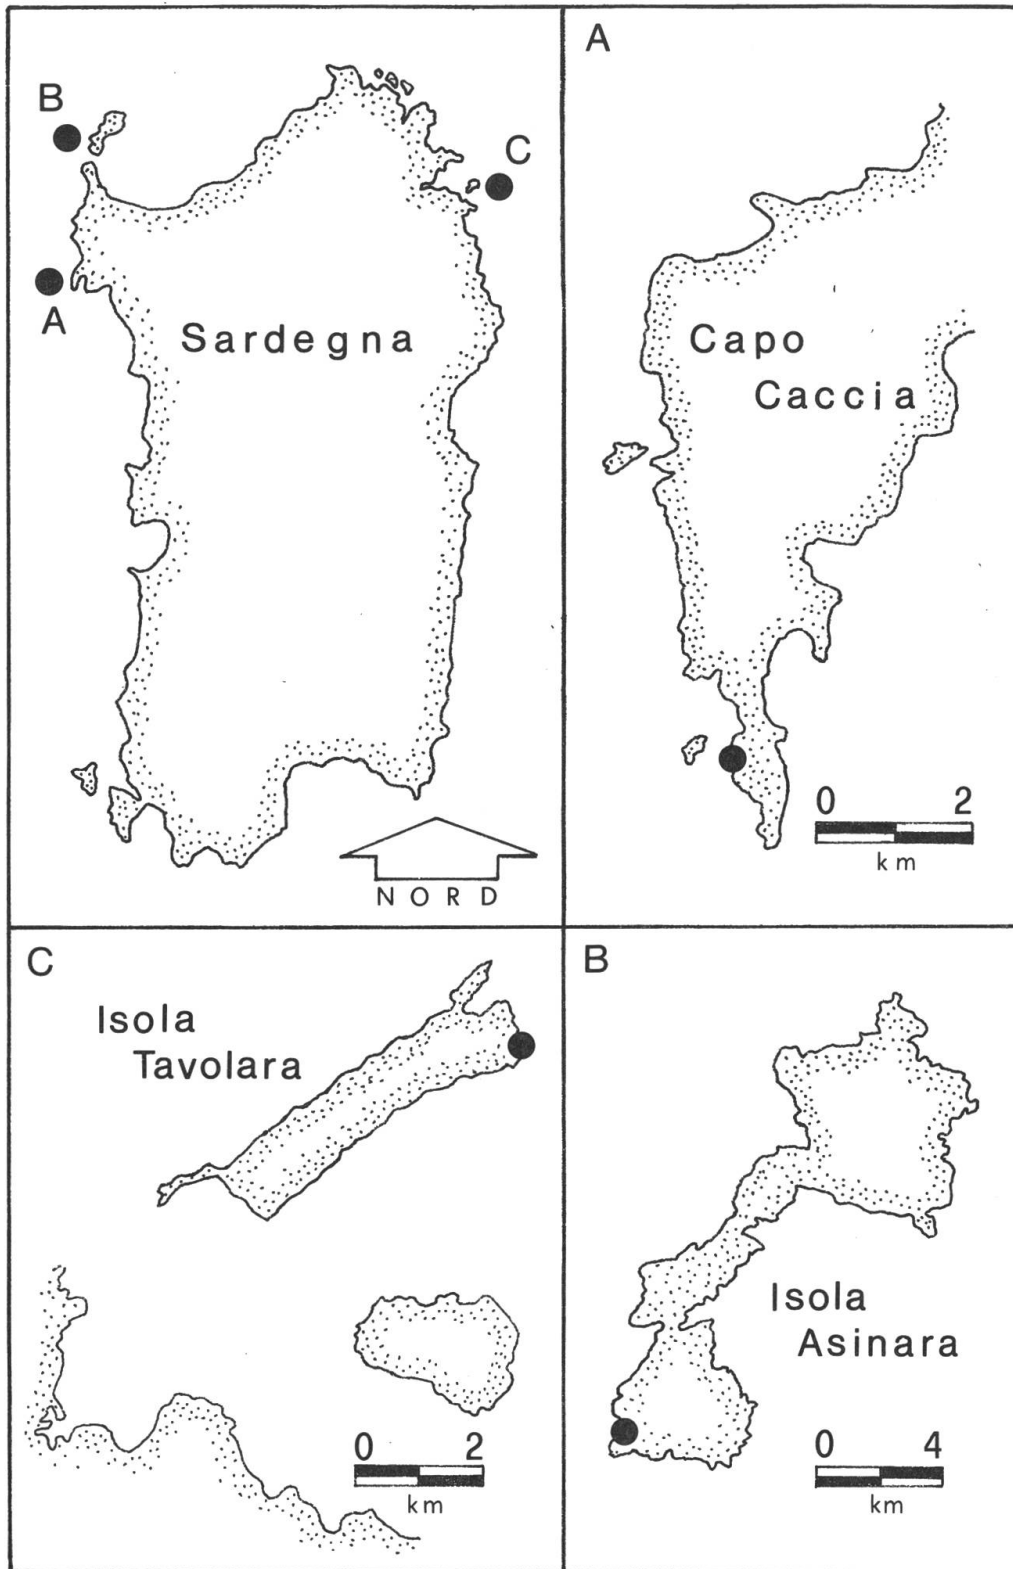 B
C
A
Sardegna
NORD
A
Capo
Caccia
0 2
km
C
Isola
Tavolara
0 2
km
B
Isola
Asinara
0 4
km